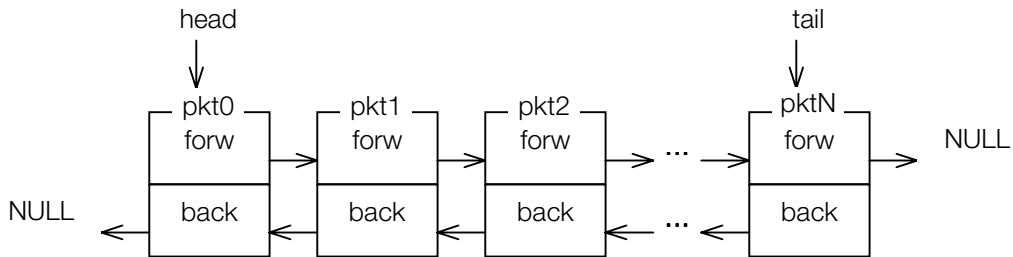 head tail
pkt0 pkt1 pkt2 pktN
forw forw forw ... forw NULL
NULL back back back ... back